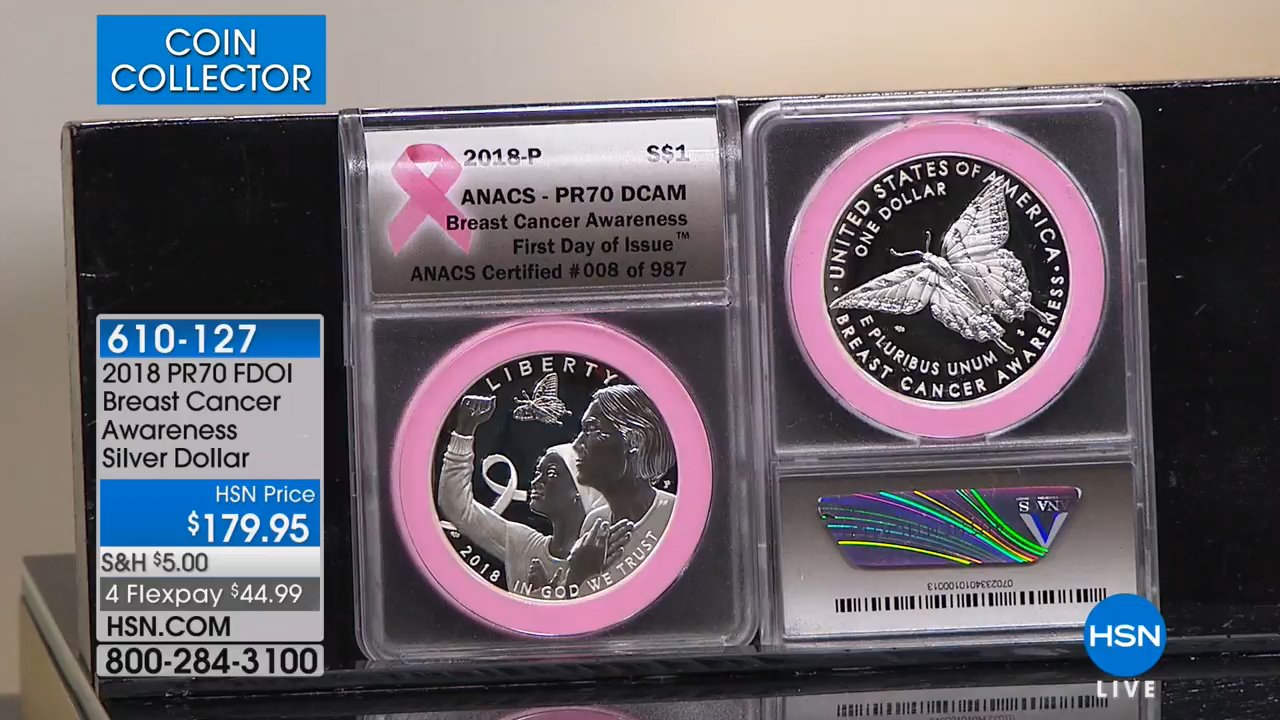 COIN
COLLECTOR
2018-P S$1
ANACS - PR70 DCAM
Breast Cancer Awareness
First Day of Issue™
ANACS Certified #008 of 987
LIBERTY
2018 IN GOD WE TRUST
P
UNITED STATES OF AMERICA
ONE DOLLAR
E PLURIBUS UNUM
BREAST CANCER AWARENESS
0702334010100013
610-127
2018 PR70 FDOI
Breast Cancer
Awareness
Silver Dollar
HSN Price
$179.95
S&H $5.00
4 Flexpay $44.99
HSN.COM
800-284-3100
HSN
LIVE